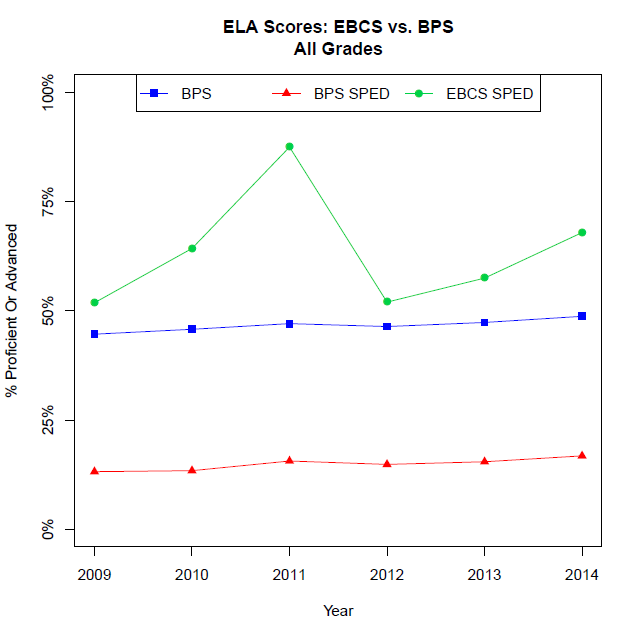 ELA Scores: EBCS vs. BPS
All Grades
BPS
BPS SPED
EBCS SPED
% Proficient Or Advanced
100%
75%
50%
25%
0%
2009
2010
2011
2012
2013
2014
Year